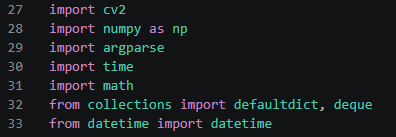 27 import cv2
28 import numpy as np
29 import argparse
30 import time
31 import math
32 from collections import defaultdict, deque
33 from datetime import datetime